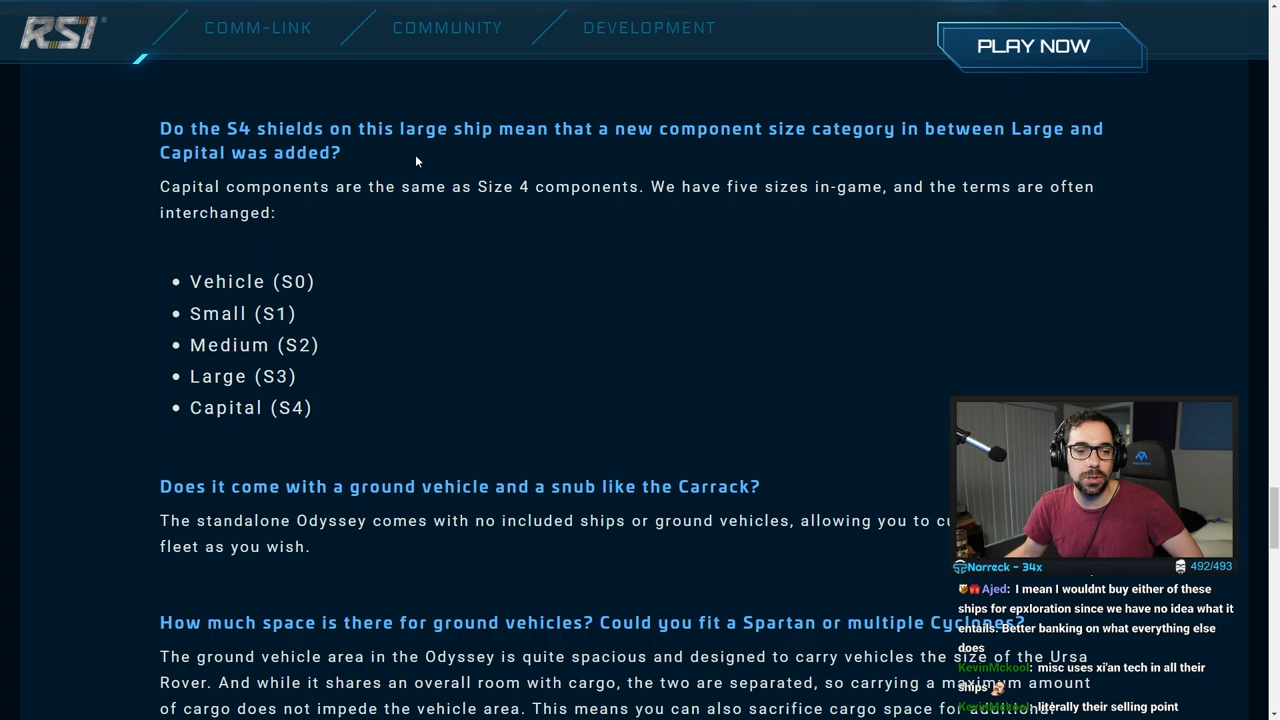 RSI
COMM-LINK
COMMUNITY
DEVELOPMENT
PLAY NOW
Do the S4 shields on this large ship mean that a new component size category in between Large and
Capital was added?
Capital components are the same as Size 4 components. We have five sizes in-game, and the terms are often
interchanged:
• Vehicle (S0)
• Small (S1)
• Medium (S2)
• Large (S3)
• Capital (S4)
Does it come with a ground vehicle and a snub like the Carrack?
The standalone Odyssey comes with no included ships or ground vehicles, allowing you to
fleet as you wish.
How much space is there for ground vehicles? Could you fit a Spartan or multiple Cyclones?
The ground vehicle area in the Odyssey is quite spacious and designed to carry vehicles the size of the Ursa
Rover. And while it shares an overall room with cargo, the two are separated, so carrying a maximum amount
of cargo does not impede the vehicle area. This means you can also sacrifice cargo space for additional
Narreck - 34x
492/493
Ajed: I mean I wouldnt buy either of these
ships for epxloration since we have no idea what it
entails. Better banking on what everything else
does
KevinMckool: misc uses xi'an tech in all their
ships
KevinMckool: literally their selling point